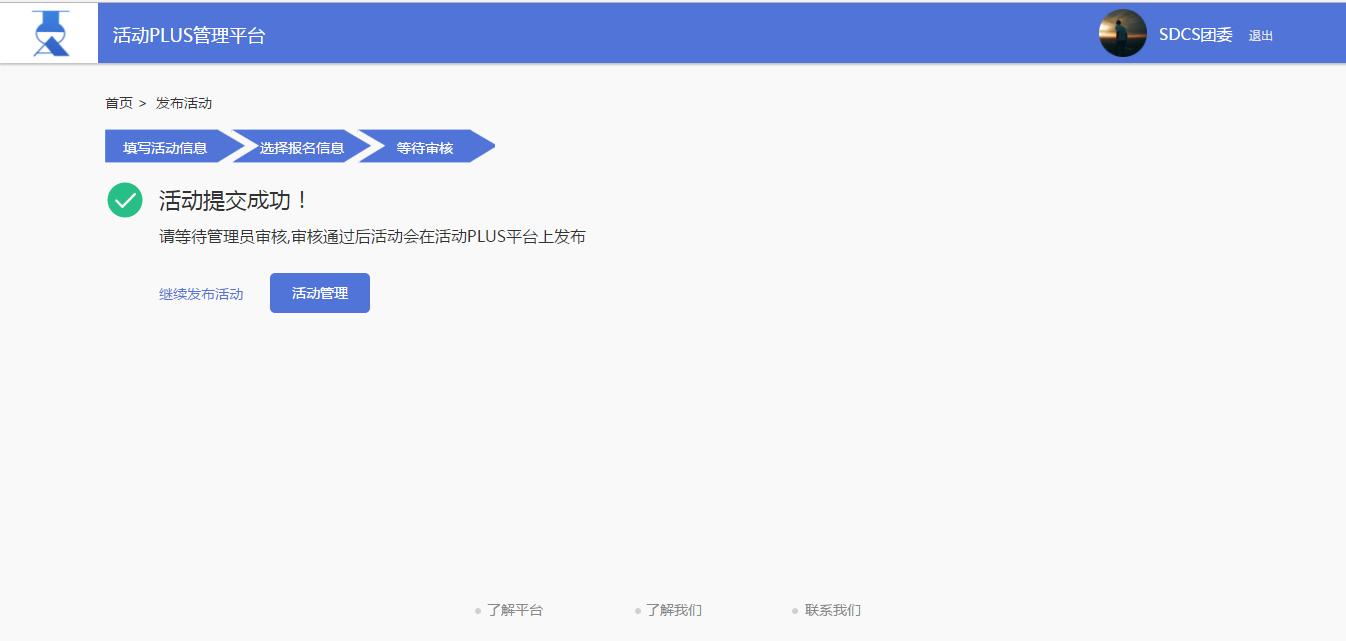 活动PLUS管理平台 SDCS团委 退出
首页 > 发布活动
填写活动信息 选择报名信息 等待审核
活动提交成功！
请等待管理员审核,审核通过后活动会在活动PLUS平台上发布
继续发布活动 活动管理
了解平台 了解我们 联系我们